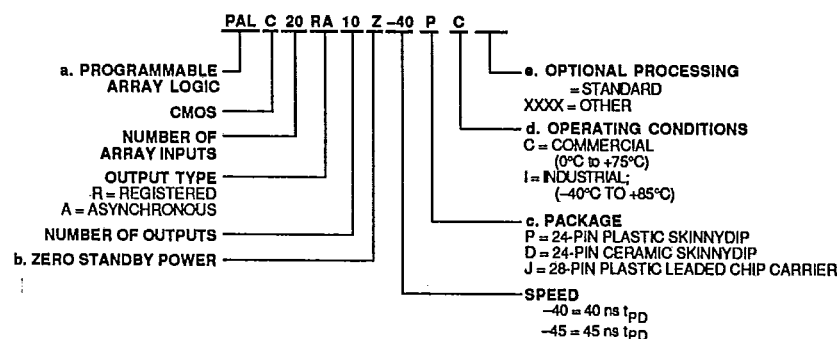 PAL C 20 RA 10 Z -40 P C
a. PROGRAMMABLE
ARRAY LOGIC
CMOS
NUMBER OF
ARRAY INPUTS
OUTPUT TYPE
R = REGISTERED
A = ASYNCHRONOUS
NUMBER OF OUTPUTS
b. ZERO STANDBY POWER
e. OPTIONAL PROCESSING
= STANDARD
XXXX = OTHER
d. OPERATING CONDITIONS
C = COMMERCIAL
(0°C to +75°C)
I = INDUSTRIAL;
(–40°C TO +85°C)
c. PACKAGE
P = 24-PIN PLASTIC SKINNYDIP
D = 24-PIN CERAMIC SKINNYDIP
J = 28-PIN PLASTIC LEADED CHIP CARRIER
SPEED
–40 = 40 ns tPD
–45 = 45 ns tPD